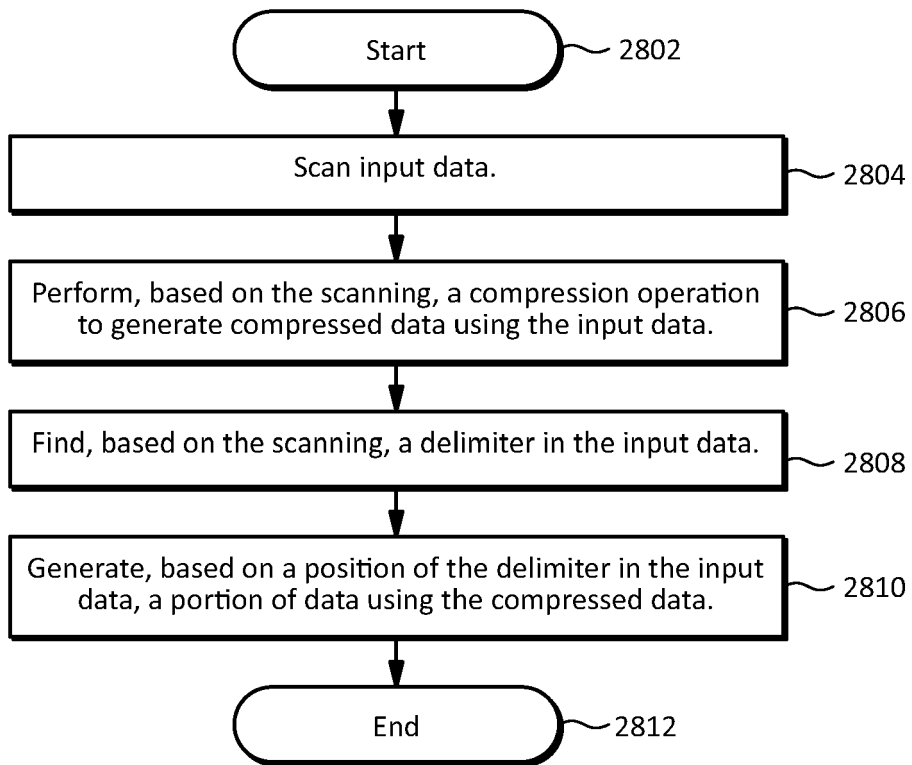 Start
2802
Scan input data.
2804
Perform, based on the scanning, a compression operation
to generate compressed data using the input data.
2806
Find, based on the scanning, a delimiter in the input data.
2808
Generate, based on a position of the delimiter in the input
data, a portion of data using the compressed data.
2810
End
2812